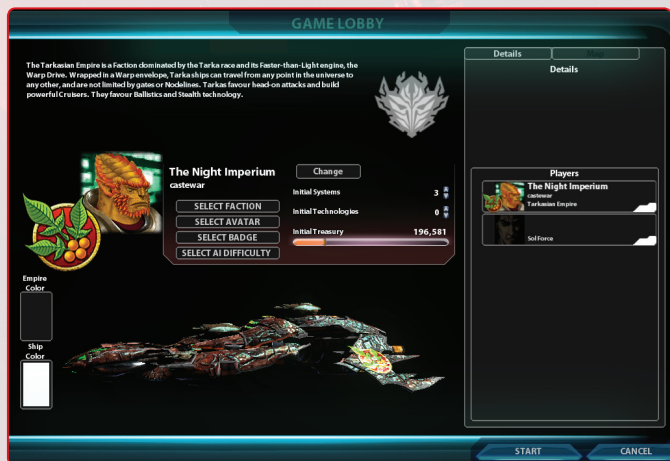 GAME LOBBY
The Tarkasian Empire is a Faction dominated by the Tarka race and its Faster-than-Light engine, the
Warp Drive. Wrapped in a Warp envelope, Tarka ships can travel from any point in the universe to
any other, and are not limited by gates or Nodelines. Tarkas favour head-on attacks and build
powerful Cruisers. They favour Ballistics and Stealth technology.
The Night Imperium
castewar
SELECT FACTION
SELECT AVATAR
SELECT BADGE
SELECT AI DIFFICULTY
Change
Initial Systems 3
Initial Technologies 0
Initial Treasury 196,581
Empire
Color
Ship
Color
Details Map
Details
Players
The Night Imperium
castewar
Tarkasian Empire
Sol Force
START CANCEL